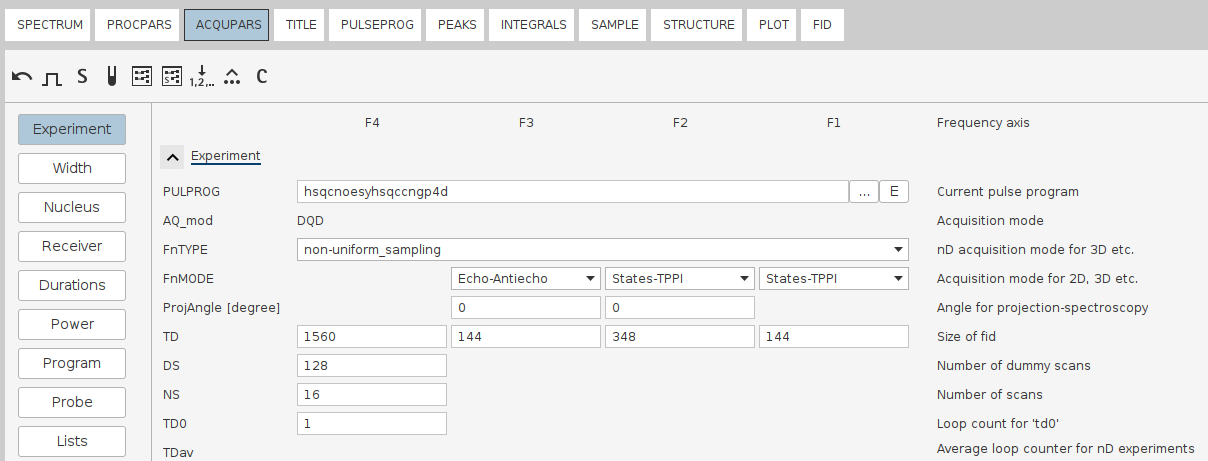 SPECTRUM PROCPARS ACQUPARS TITLE PULSEPROG PEAKS INTEGRALS SAMPLE STRUCTURE PLOT FID
S S 1,2,... C
Experiment
Width
Nucleus
Receiver
Durations
Power
Program
Probe
Lists
F4 F3 F2 F1 Frequency axis
Experiment
PULPROG hsqcnoesyhsqccngp4d ... E Current pulse program
AQ_mod DQD Acquisition mode
FnTYPE non-uniform_sampling nD acquisition mode for 3D etc.
FnMODE Echo-Antiecho States-TPPI States-TPPI Acquisition mode for 2D, 3D etc.
ProjAngle [degree] 0 0 Angle for projection-spectroscopy
TD 1560 144 348 144 Size of fid
DS 128 Number of dummy scans
NS 16 Number of scans
TD0 1 Loop count for 'td0'
TDav Average loop counter for nD experiments